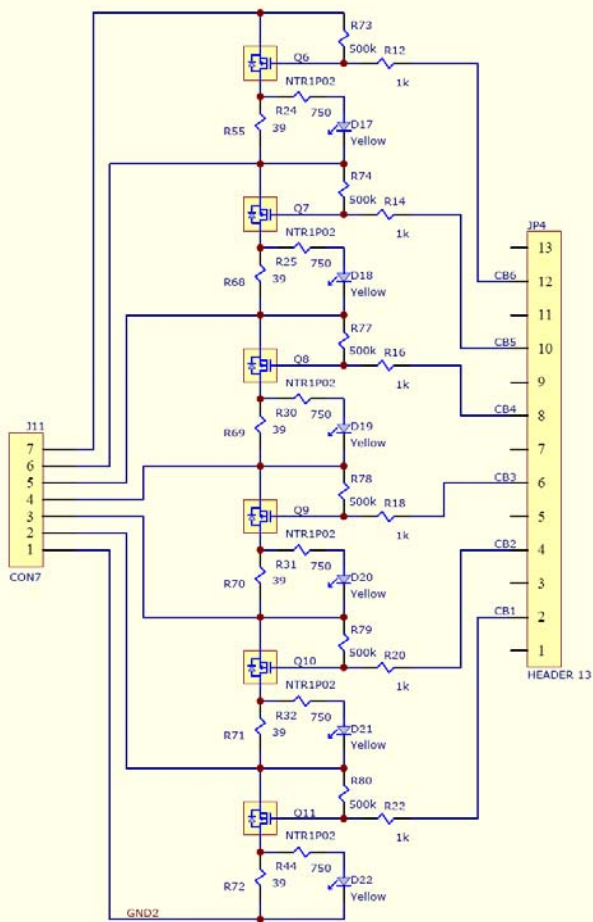 R73
500k
R12
1k
Q6
NTR1P02
R24
750
R55
39
D17
Yellow
R74
500k
R14
1k
Q7
NTR1P02
R25
750
R68
39
D18
Yellow
R77
500k
R16
1k
Q8
NTR1P02
R30
750
R69
39
D19
Yellow
R78
500k
R18
1k
Q9
NTR1P02
R31
750
R70
39
D20
Yellow
R79
500k
R20
1k
Q10
NTR1P02
R32
750
R71
39
D21
Yellow
R80
500k
R22
1k
Q11
NTR1P02
R44
750
R72
39
D22
Yellow
GND2
J11
7
6
5
4
3
2
1
CON7
JP4
13
CB6 12
11
CB5 10
9
CB4 8
7
CB3 6
5
CB2 4
3
CB1 2
1
HEADER 13